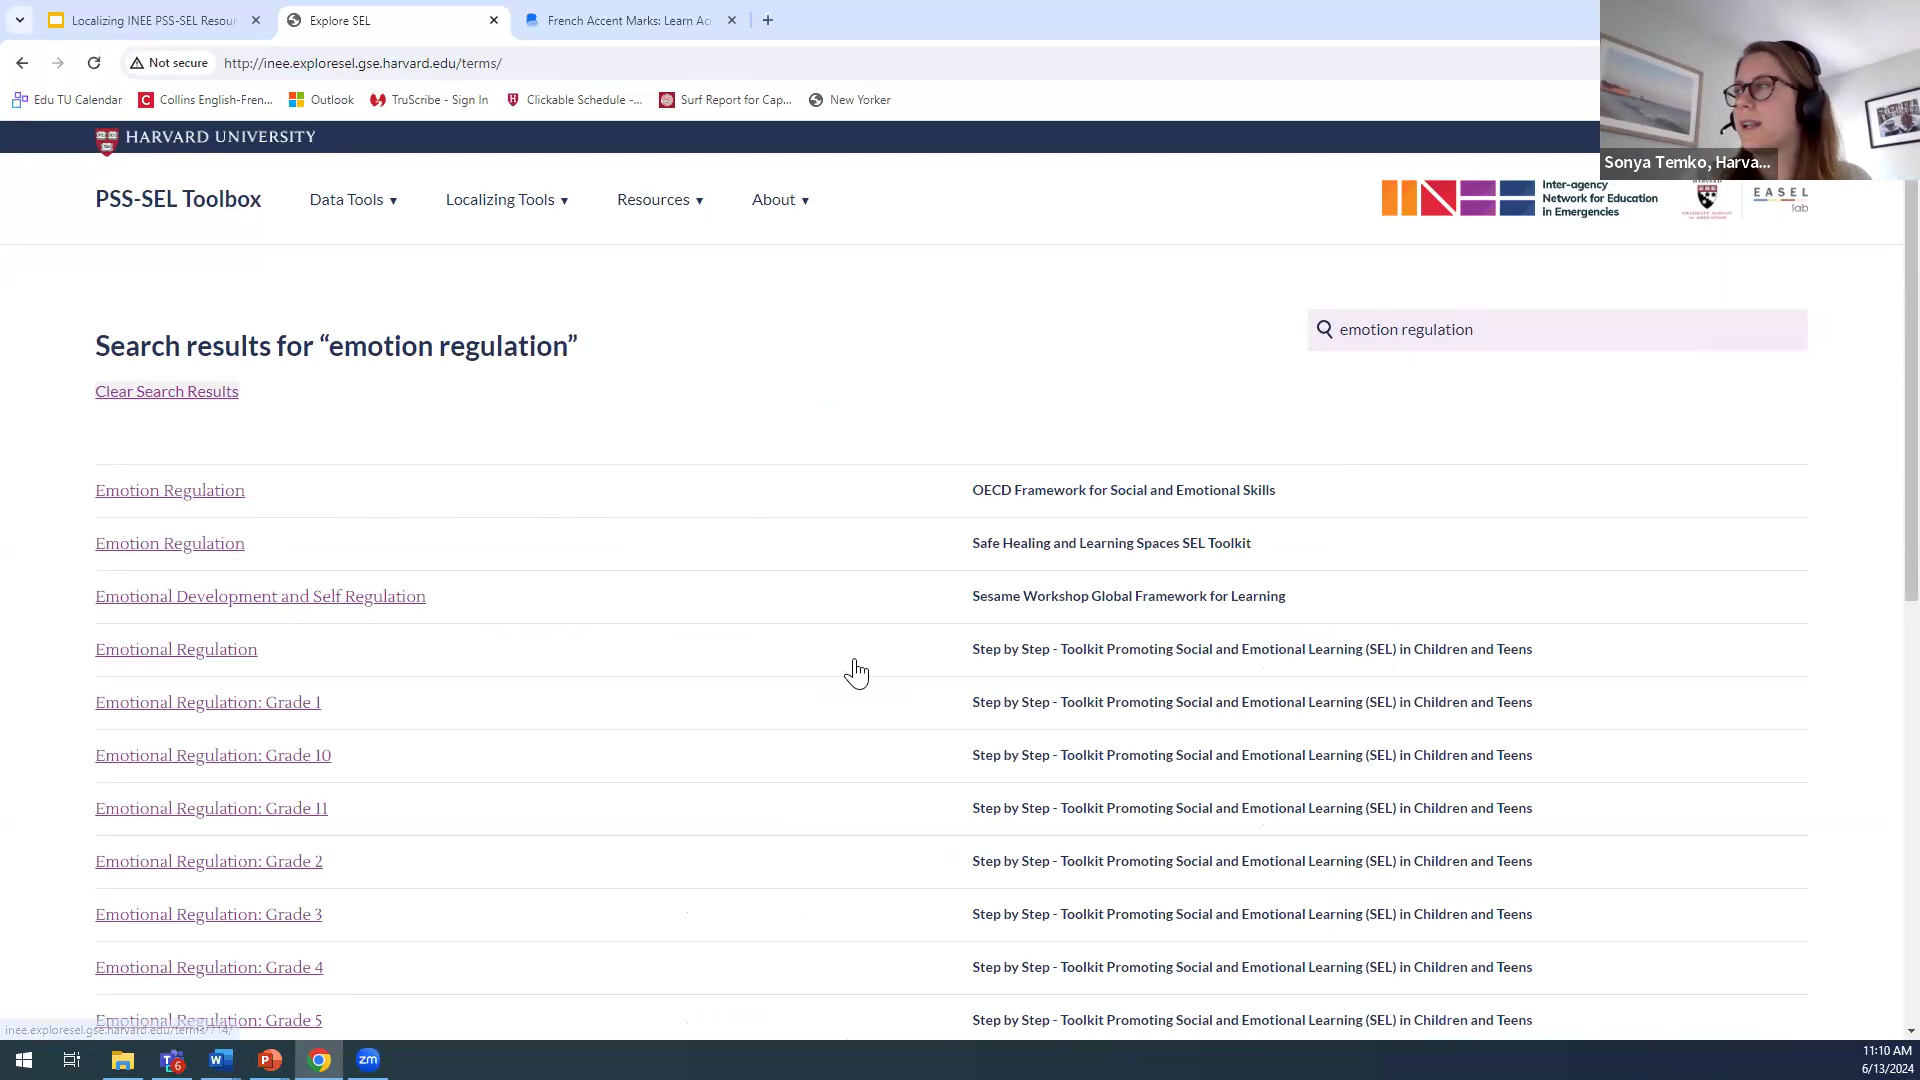 Localizing INEE PSS-SEL Resour
Explore SEL
French Accent Marks: Learn Ac
Not secure
http://inee.exploresel.gse.harvard.edu/terms/
Edu TU Calendar
Collins English-Fren...
Outlook
TruScribe - Sign In
Clickable Schedule -...
Surf Report for Cap...
New Yorker
Sonya Temko, Harva...
HARVARD UNIVERSITY
PSS-SEL Toolbox
Data Tools ▼
Localizing Tools ▼
Resources ▼
About ▼
Inter-agency
Network for Education
in Emergencies
EASEL
lab
Search results for “emotion regulation”
emotion regulation
Clear Search Results
Emotion Regulation
OECD Framework for Social and Emotional Skills
Emotion Regulation
Safe Healing and Learning Spaces SEL Toolkit
Emotional Development and Self Regulation
Sesame Workshop Global Framework for Learning
Emotional Regulation
Step by Step - Toolkit Promoting Social and Emotional Learning (SEL) in Children and Teens
Emotional Regulation: Grade 1
Step by Step - Toolkit Promoting Social and Emotional Learning (SEL) in Children and Teens
Emotional Regulation: Grade 10
Step by Step - Toolkit Promoting Social and Emotional Learning (SEL) in Children and Teens
Emotional Regulation: Grade 11
Step by Step - Toolkit Promoting Social and Emotional Learning (SEL) in Children and Teens
Emotional Regulation: Grade 2
Step by Step - Toolkit Promoting Social and Emotional Learning (SEL) in Children and Teens
Emotional Regulation: Grade 3
Step by Step - Toolkit Promoting Social and Emotional Learning (SEL) in Children and Teens
Emotional Regulation: Grade 4
Step by Step - Toolkit Promoting Social and Emotional Learning (SEL) in Children and Teens
Emotional Regulation: Grade 5
Step by Step - Toolkit Promoting Social and Emotional Learning (SEL) in Children and Teens
inee.exploresel.gse.harvard.edu/terms/714/
6
zm
11:10 AM
6/13/2024